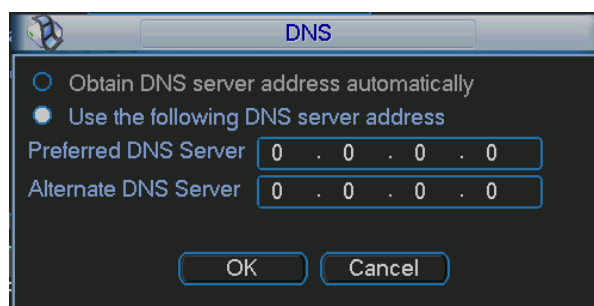 DNS
Obtain DNS server address automatically
Use the following DNS server address
Preferred DNS Server 0 . 0 . 0 . 0
Alternate DNS Server 0 . 0 . 0 . 0
OK Cancel